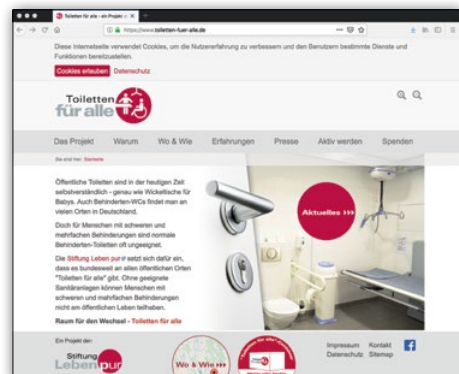 Toiletten für alle - ein Projekt d
https://www.toiletten-fuer-alle.de
Diese Internetseite verwendet Cookies, um die Nutzererfahrung zu verbessern und den Benutzern bestimmte Dienste und
Funktionen bereitzustellen.
Cookies erlauben Datenschutz
Toiletten
für alle
Das Projekt Warum Wo & Wie Erfahrungen Presse Aktiv werden Spenden
Sie sind hier: Startseite
Öffentliche Toiletten sind in der heutigen Zeit
selbstverständlich - genau wie Wickeltische für
Babys. Auch Behinderten-WCs findet man an
vielen Orten in Deutschland.
Doch für Menschen mit schweren und
mehrfachen Behinderungen sind normale
Behinderten-Toiletten oft ungeeignet.
Die Stiftung Leben pur setzt sich dafür ein,
dass es bundesweit an allen öffentlichen Orten
"Toiletten für alle" gibt. Ohne geeignete
Sanitäranlagen können Menschen mit
schweren und mehrfachen Behinderungen
nicht am öffentlichen Leben teilhaben.
Raum für den Wechsel - Toiletten für alle
Aktuelles >>>
Ein Projekt der:
Stiftung
Leben pur
Wo & Wie >>>
"Toiletten für alle"
Impressum Kontakt
Datenschutz Sitemap